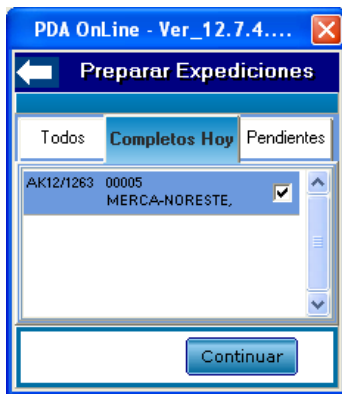 PDA OnLine - Ver_12.7.4....
Preparar Expediciones
Todos Completos Hoy Pendientes
AK12/1263 00005
MERCA-NORESTE,
Continuar